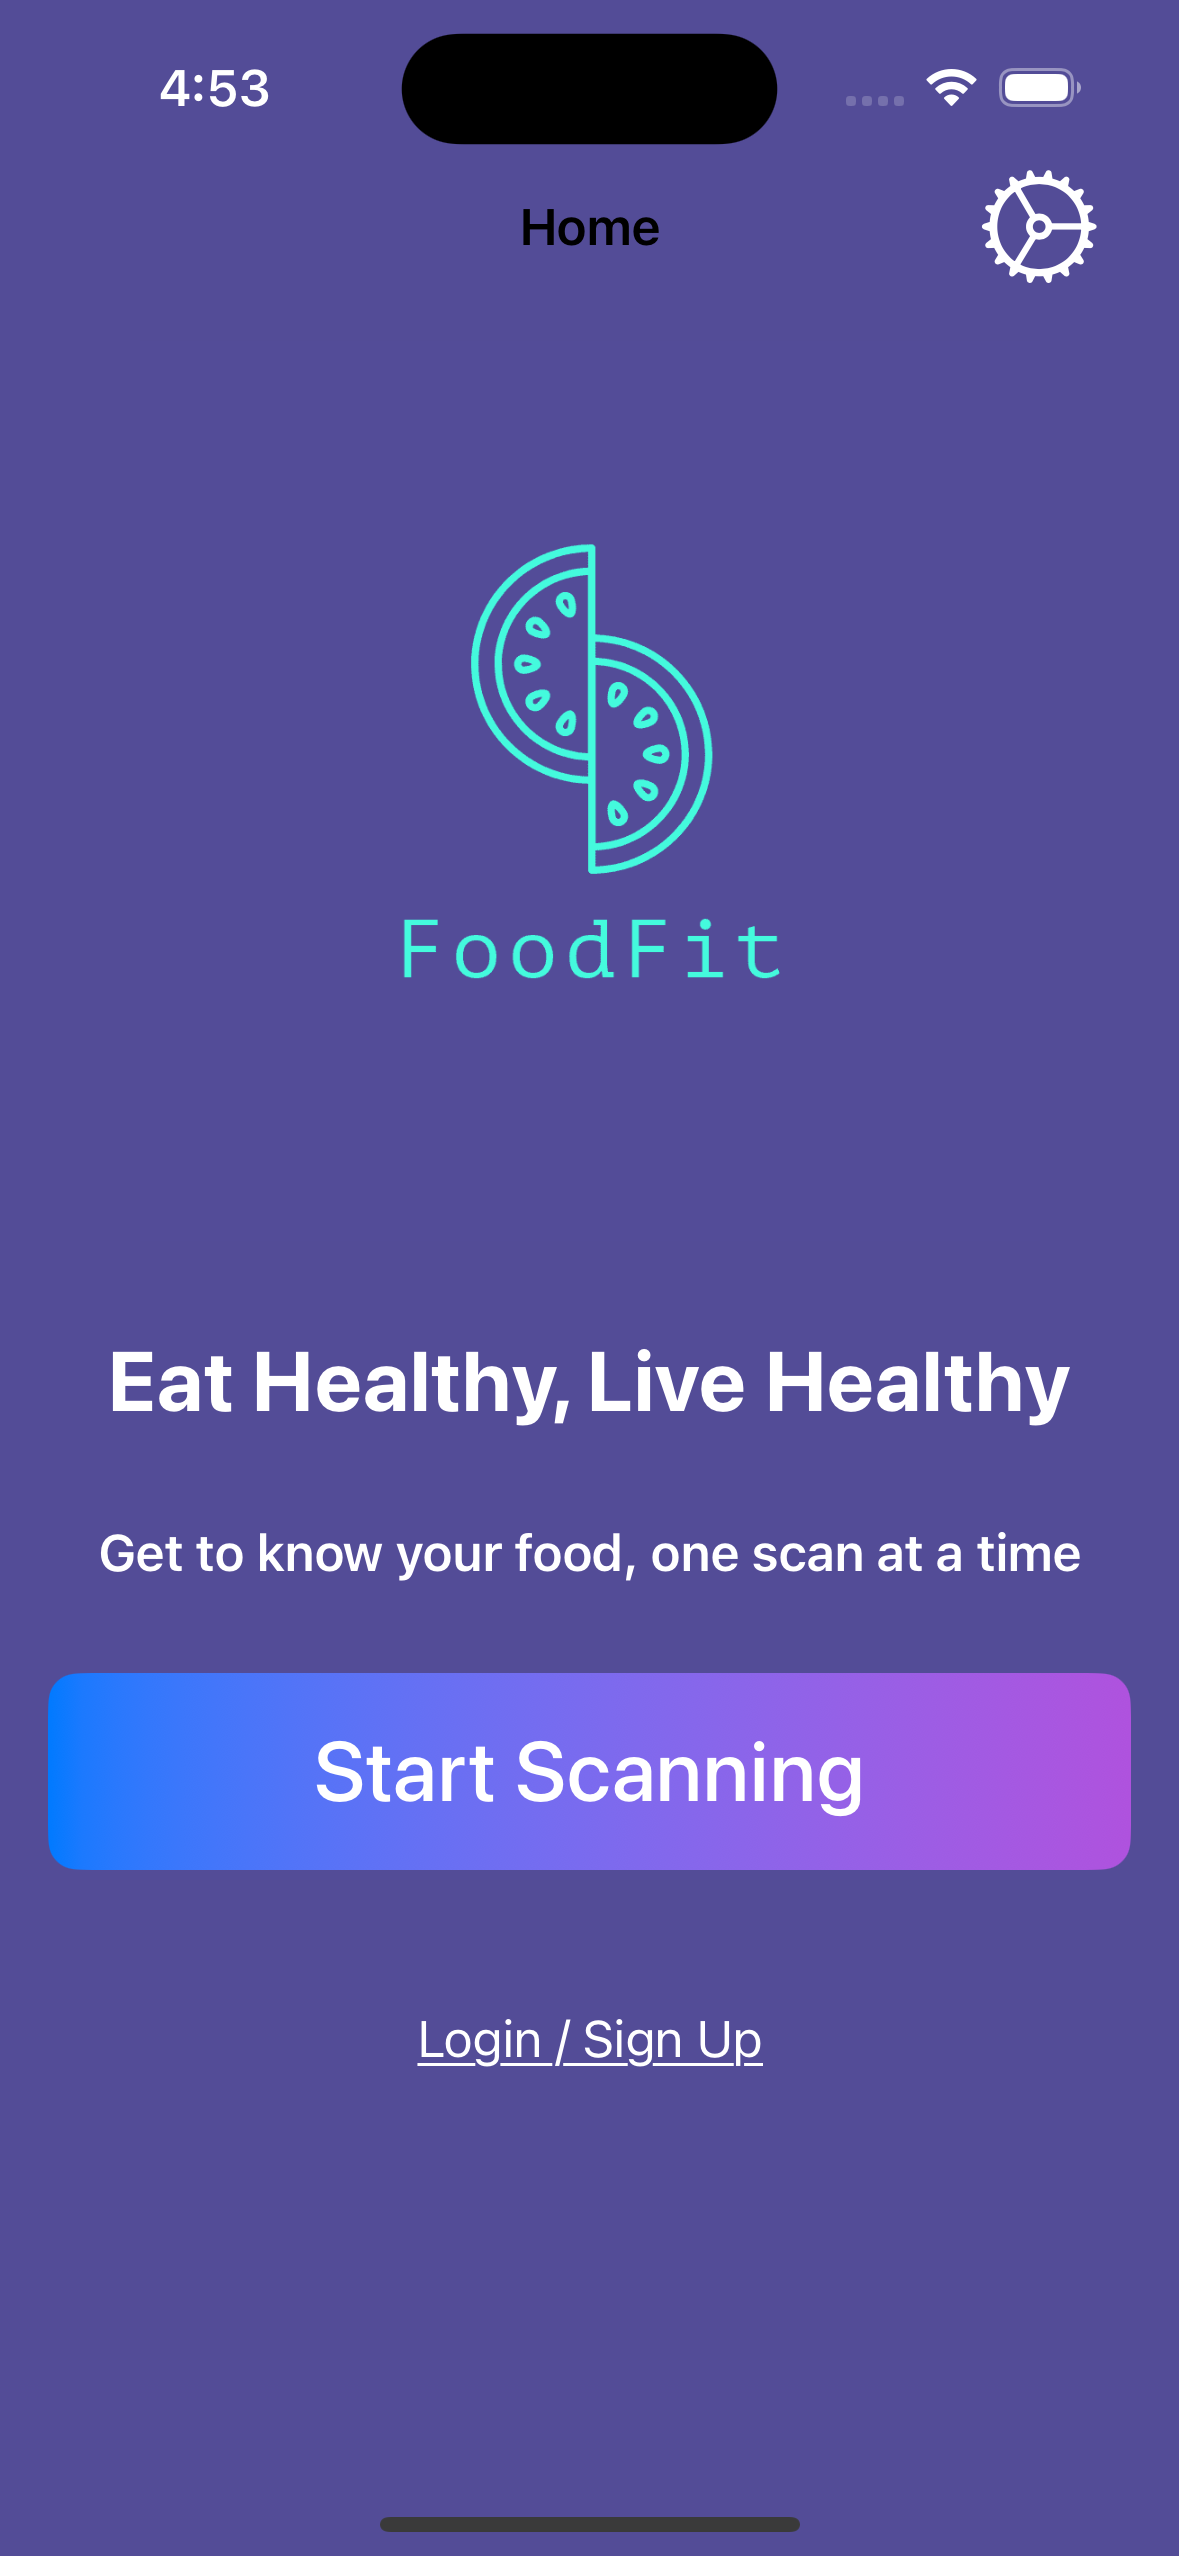 4:53
Home
FoodFit
Eat Healthy, Live Healthy
Get to know your food, one scan at a time
Start Scanning
Login / Sign Up